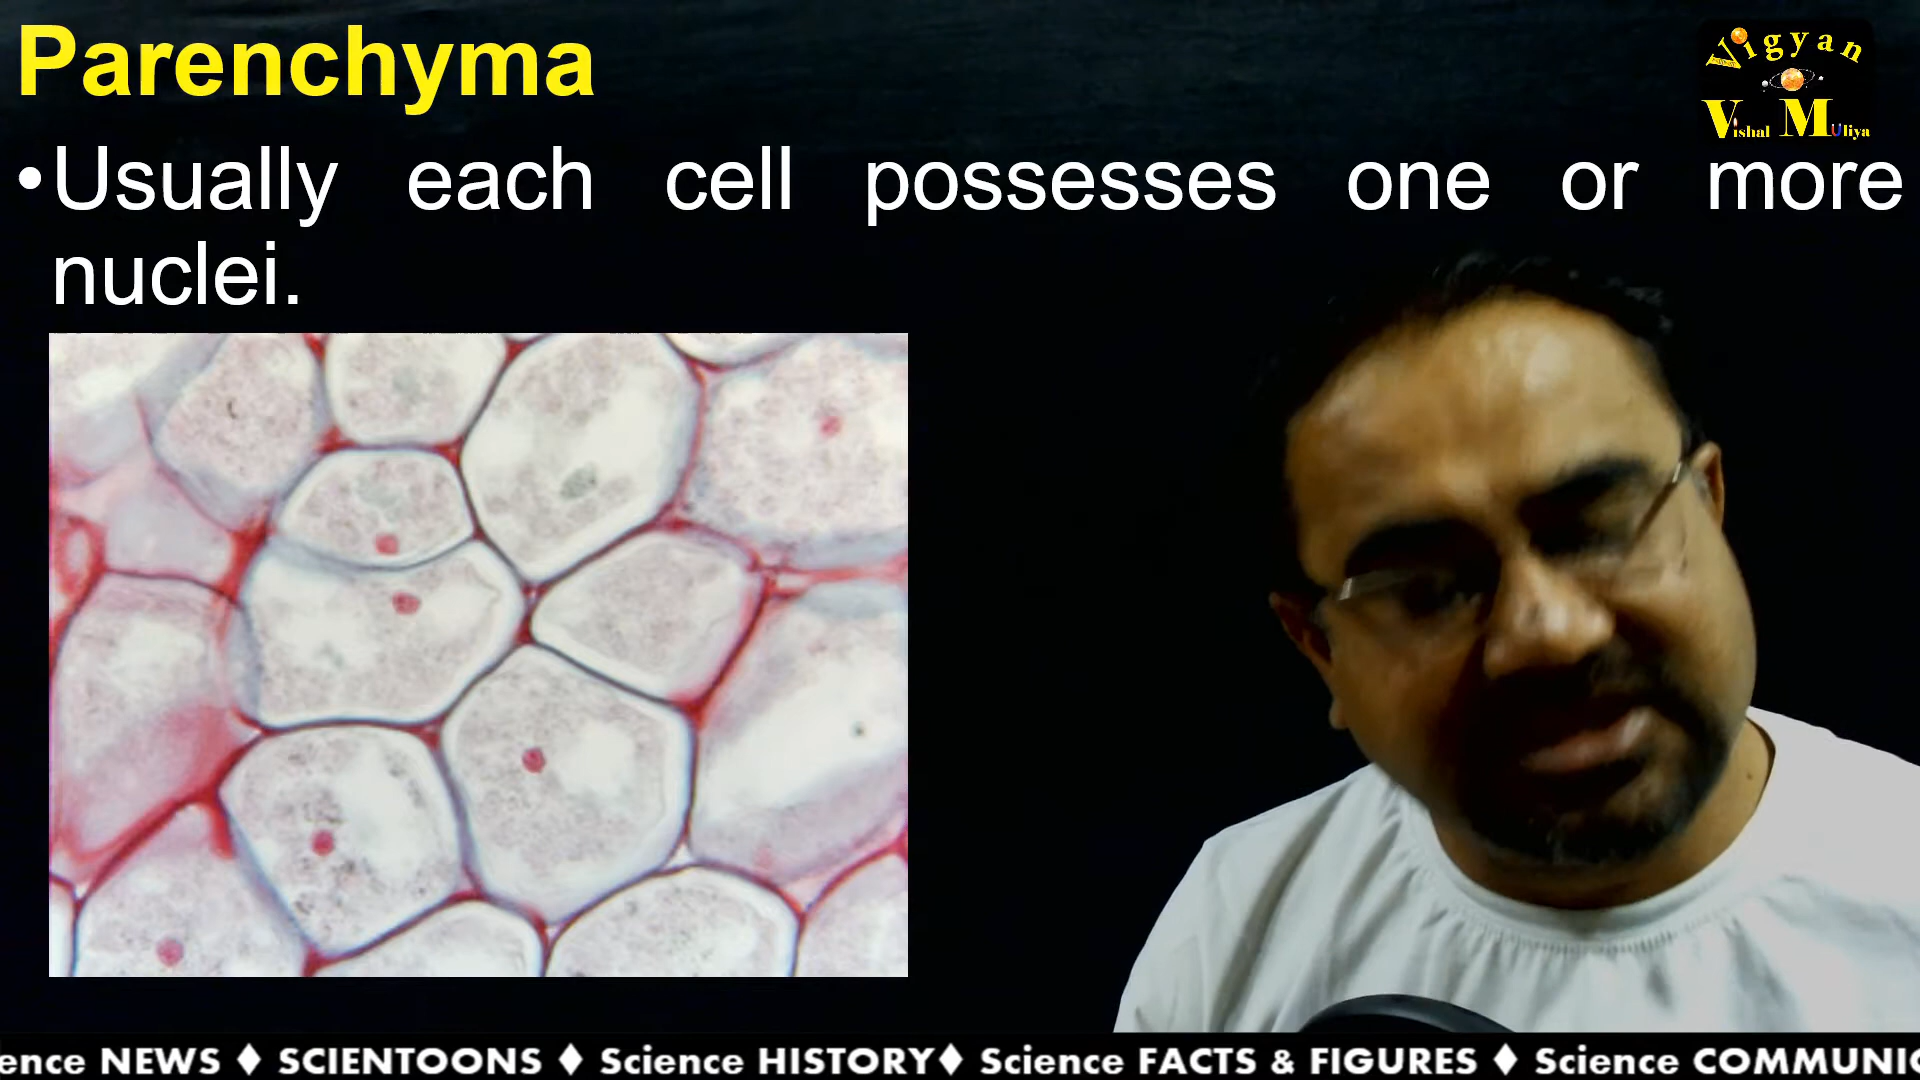 Parenchyma
Vigyan
Vishal Muliya
•Usually each cell possesses one or more
nuclei.
ence NEWS ♦ SCIENTOONS ♦ Science HISTORY♦ Science FACTS & FIGURES ♦ Science COMMUNIC